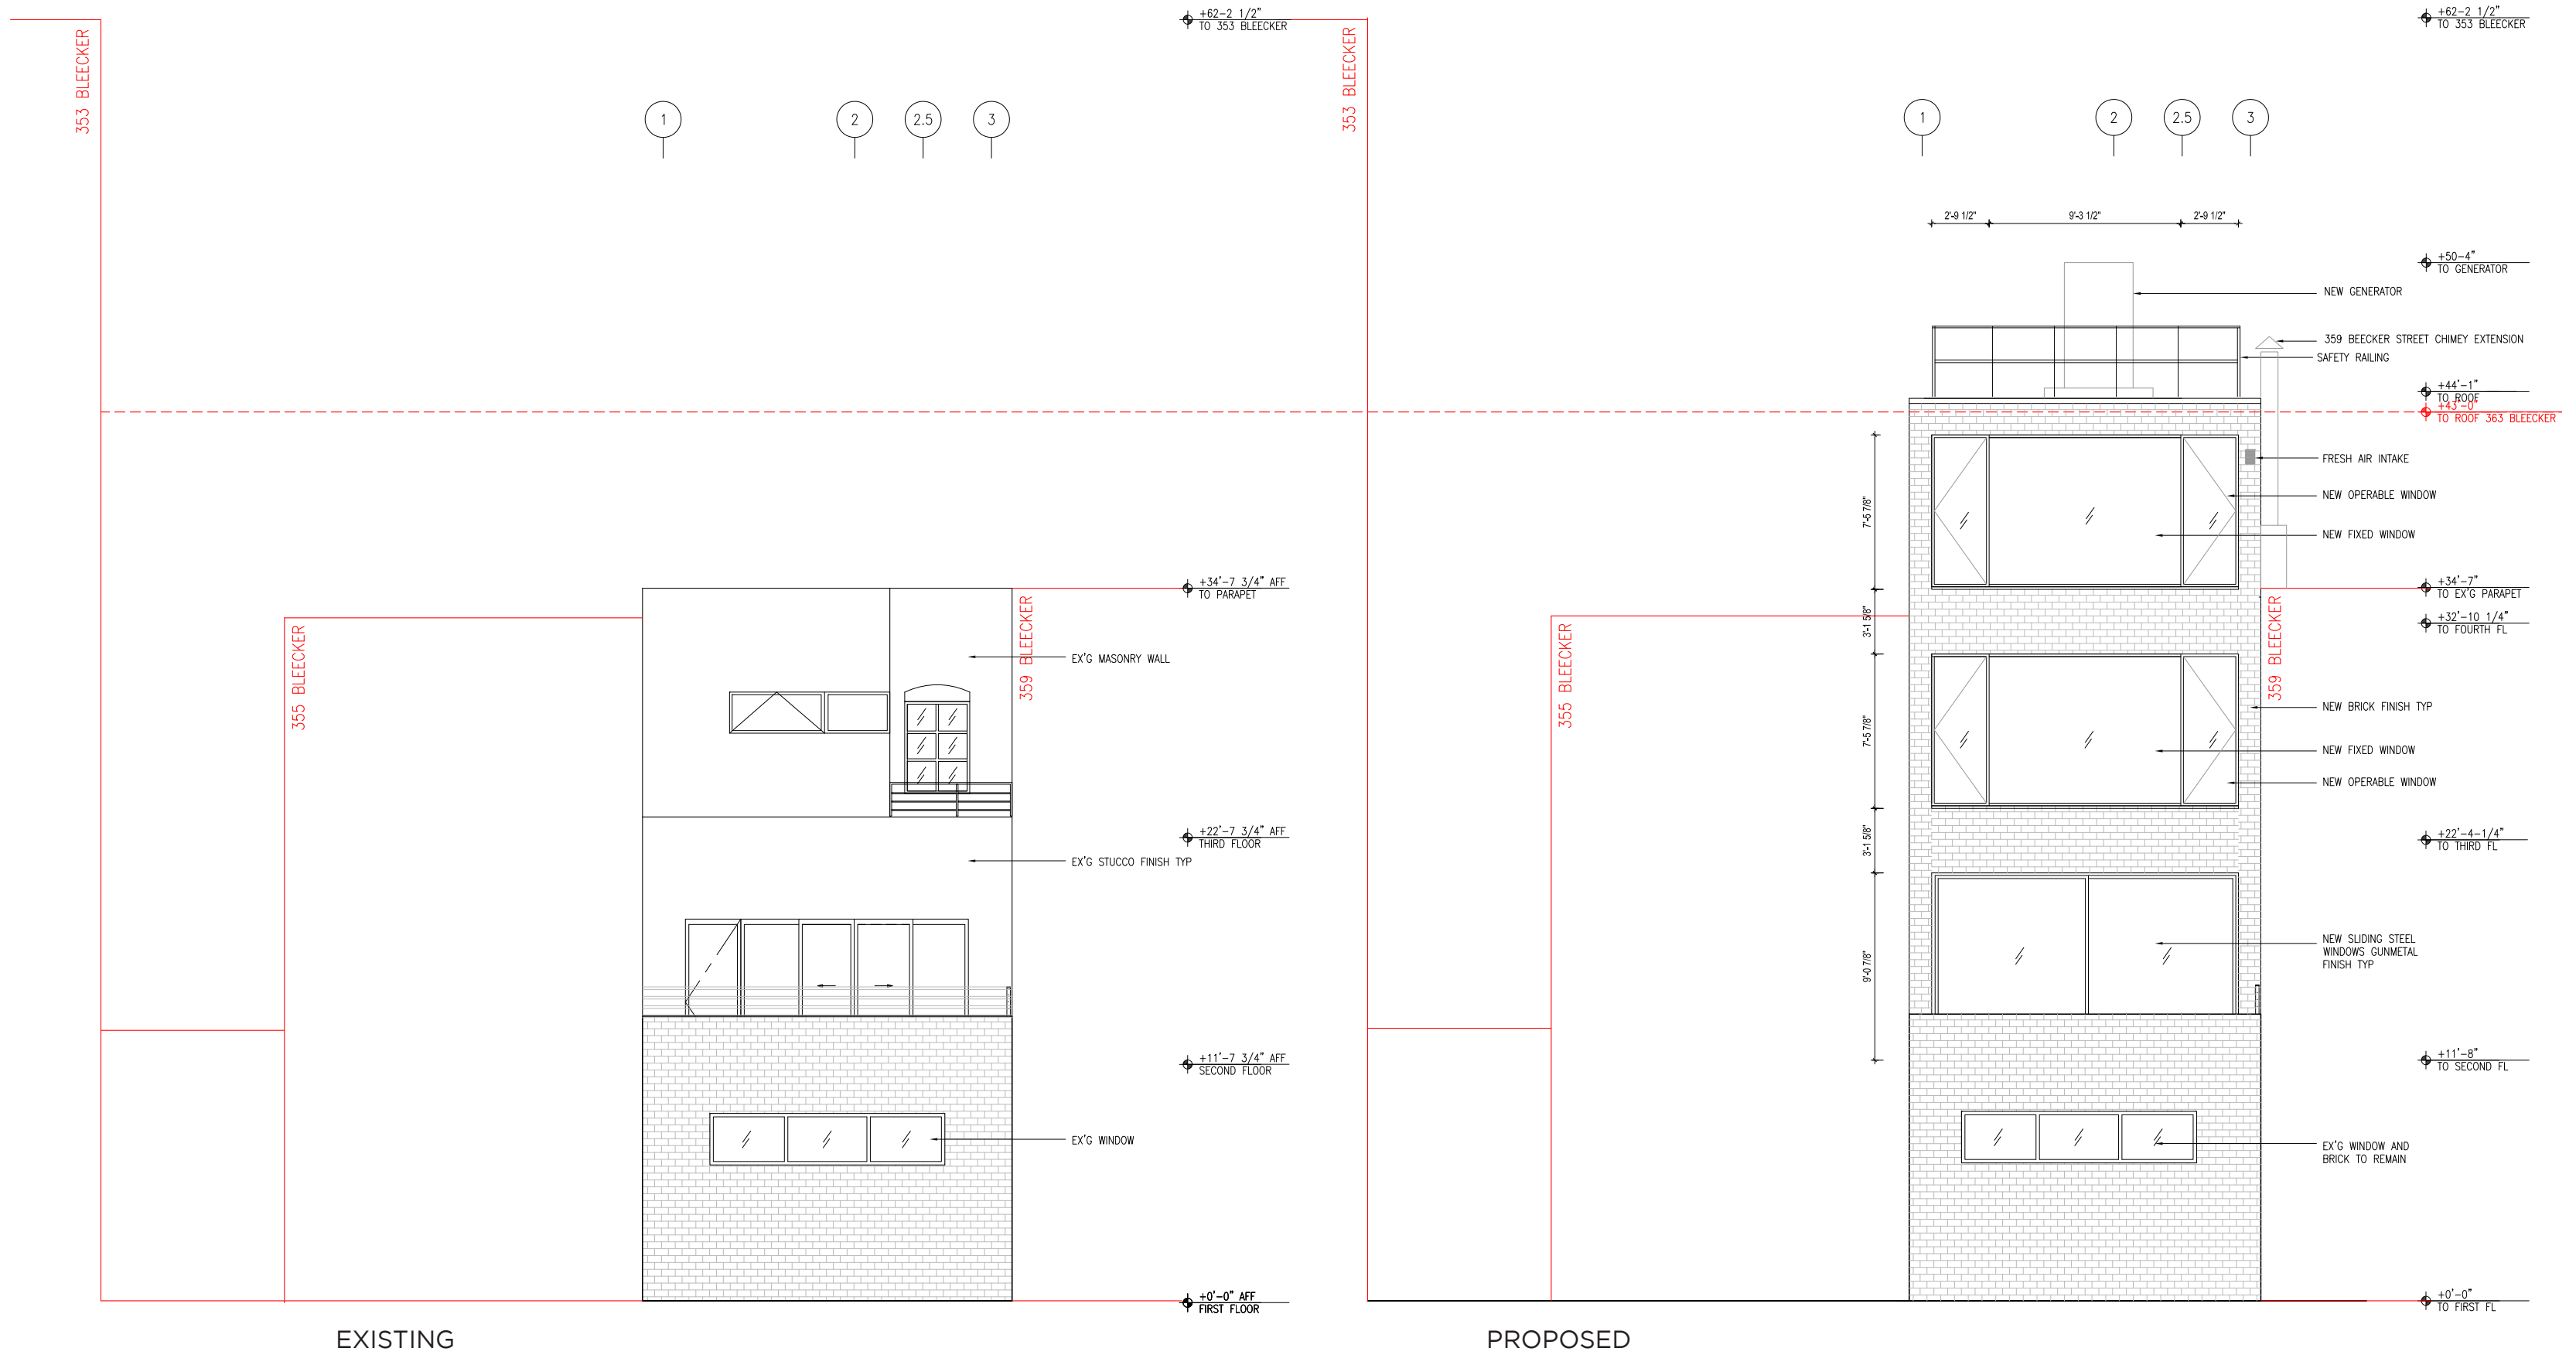 +62-2 1/2"
TO 353 BLEECKER
353 BLEECKER
1
2
2.5
3
+34'-7 3/4" AFF
TO PARAPET
355 BLEECKER
359 BLEECKER
EX'G MASONRY WALL
+22'-7 3/4" AFF
THIRD FLOOR
EX'G STUCCO FINISH TYP
+11'-7 3/4" AFF
SECOND FLOOR
EX'G WINDOW
+0'-0" AFF
FIRST FLOOR
EXISTING
+62-2 1/2"
TO 353 BLEECKER
353 BLEECKER
1
2
2.5
3
2'-9 1/2"
9'-3 1/2"
2'-9 1/2"
+50-4"
TO GENERATOR
NEW GENERATOR
359 BEECKER STREET CHIMEY EXTENSION
SAFETY RAILING
+44'-1"
TO ROOF
+43'-0"
TO ROOF 363 BLEECKER
FRESH AIR INTAKE
NEW OPERABLE WINDOW
7'-5 7/8"
NEW FIXED WINDOW
+34'-7"
TO EX'G PARAPET
3'-1 5/8"
+32'-10 1/4"
TO FOURTH FL
355 BLEECKER
359 BLEECKER
NEW BRICK FINISH TYP
7'-5 7/8"
NEW FIXED WINDOW
NEW OPERABLE WINDOW
3'-1 5/8"
+22'-4-1/4"
TO THIRD FL
9'-0 7/8"
NEW SLIDING STEEL
WINDOWS GUNMETAL
FINISH TYP
+11'-8"
TO SECOND FL
EX'G WINDOW AND
BRICK TO REMAIN
+0'-0"
TO FIRST FL
PROPOSED